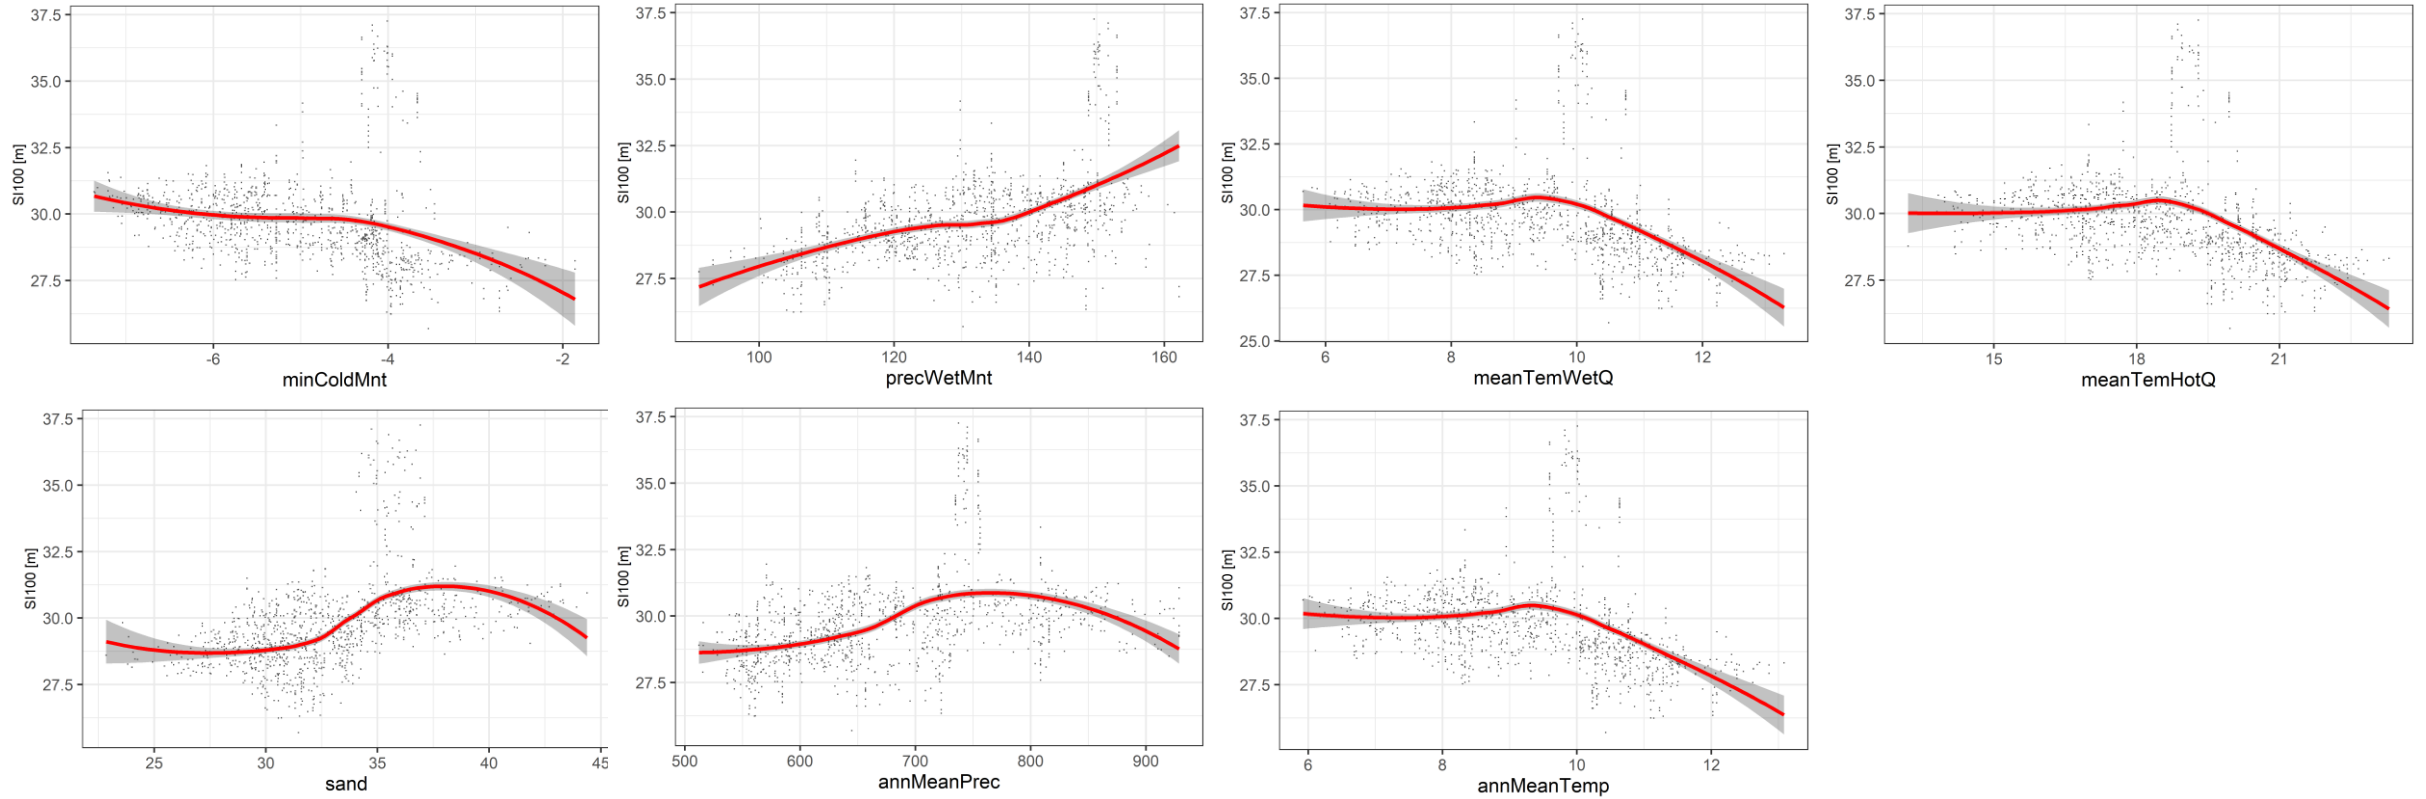 37.5
35.0
32.5
30.0
27.5
SI100 [m]
-6 -4 -2
minColdMnt
37.5
35.0
32.5
30.0
27.5
SI100 [m]
100 120 140 160
precWetMnt
37.5
35.0
32.5
30.0
27.5
25.0
SI100 [m]
6 8 10 12
meanTemWetQ
37.5
35.0
32.5
30.0
27.5
SI100 [m]
15 18 21
meanTemHotQ
37.5
35.0
32.5
30.0
27.5
SI100 [m]
25 30 35 40 45
sand
37.5
35.0
32.5
30.0
27.5
SI100 [m]
500 600 700 800 900
annMeanPrec
37.5
35.0
32.5
30.0
27.5
SI100 [m]
6 8 10 12
annMeanTemp